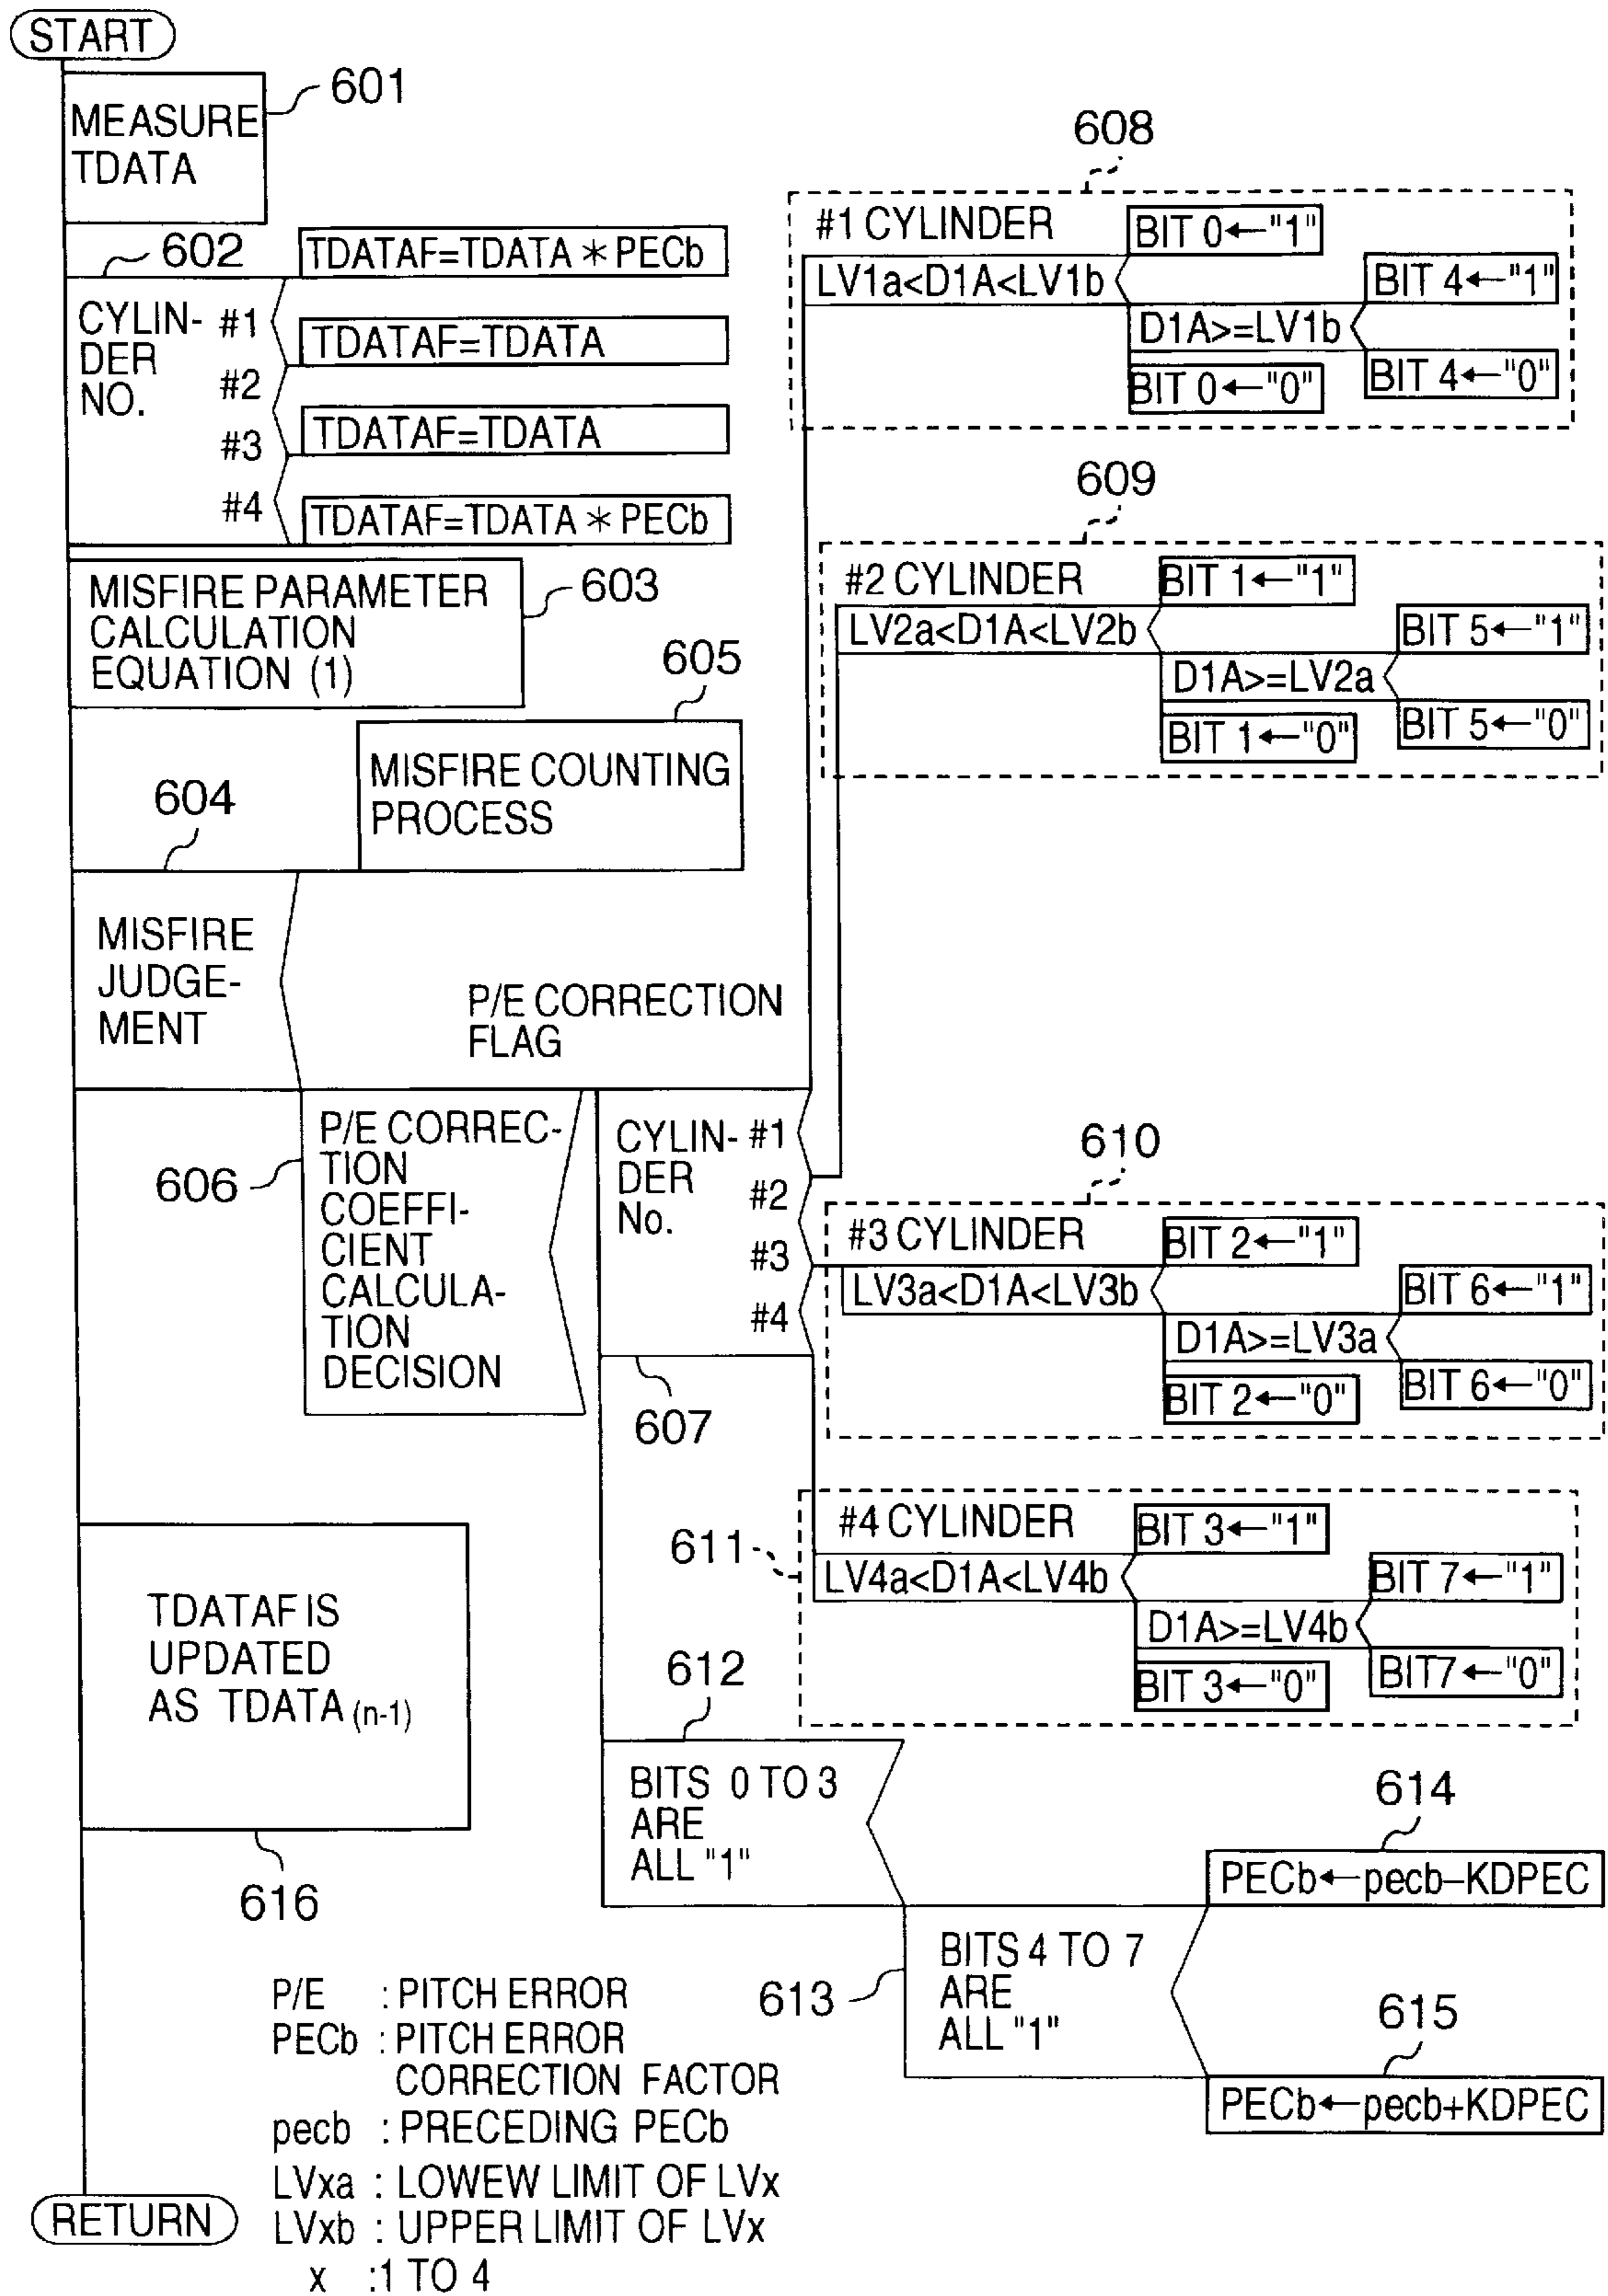 START
601
MEASURE
TDATA
602
TDATAF=TDATA * PECb
CYLIN-
DER
NO.
#1
TDATAF=TDATA
#2
TDATAF=TDATA
#3
#4
TDATAF=TDATA * PECb
MISFIRE PARAMETER
CALCULATION
EQUATION (1)
603
605
MISFIRE COUNTING
PROCESS
604
MISFIRE
JUDGE-
MENT
P/E CORRECTION
FLAG
606
P/E CORREC-
TION
COEFFI-
CIENT
CALCULA-
TION
DECISION
CYLIN-
DER
No.
#1
#2
#3
#4
607
608
#1 CYLINDER
BIT 0←"1"
LV1a<D1A<LV1b
BIT 4←"1"
D1A>=LV1b
BIT 0←"0"
BIT 4←"0"
609
#2 CYLINDER
BIT 1←"1"
LV2a<D1A<LV2b
BIT 5←"1"
D1A>=LV2a
BIT 1←"0"
BIT 5←"0"
610
#3 CYLINDER
BIT 2←"1"
LV3a<D1A<LV3b
BIT 6←"1"
D1A>=LV3a
BIT 2←"0"
BIT 6←"0"
611
#4 CYLINDER
BIT 3←"1"
LV4a<D1A<LV4b
BIT 7←"1"
D1A>=LV4b
BIT 3←"0"
BIT7←"0"
612
BITS 0 TO 3
ARE
ALL "1"
613
BITS 4 TO 7
ARE
ALL "1"
614
PECb←pecb–KDPEC
615
PECb←pecb+KDPEC
TDATAF IS
UPDATED
AS TDATA (n-1)
616
P/E : PITCH ERROR
PECb : PITCH ERROR
CORRECTION FACTOR
pecb : PRECEDING PECb
LVxa : LOWEW LIMIT OF LVx
LVxb : UPPER LIMIT OF LVx
x :1 TO 4
RETURN